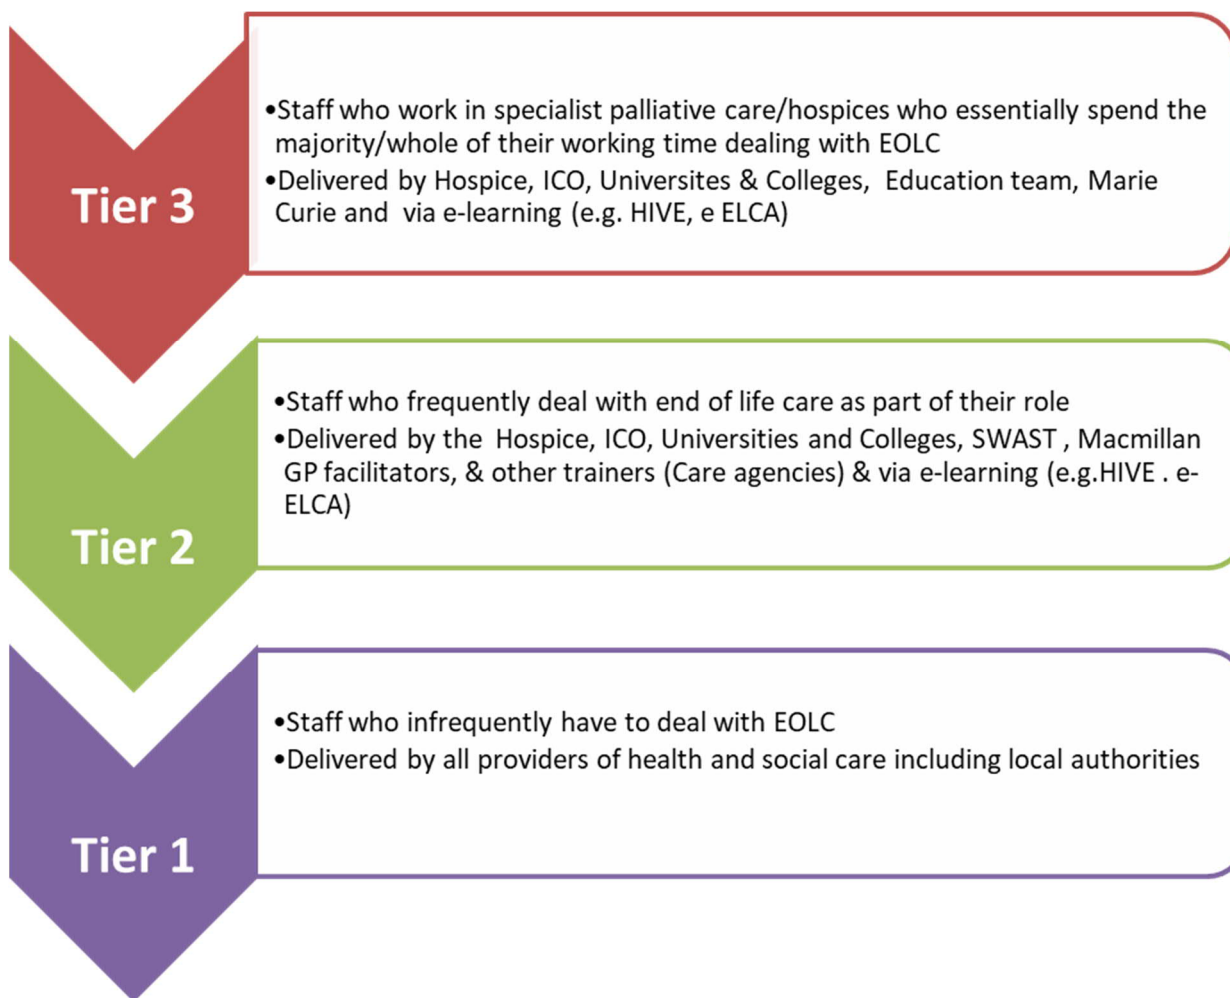 •Staff who work in specialist palliative care/hospices who essentially spend the
majority/whole of their working time dealing with EOLC
•Delivered by Hospice, ICO, Universites & Colleges, Education team, Marie
Curie and via e-learning (e.g. HIVE, e ELCA)
Tier 3
•Staff who frequently deal with end of life care as part of their role
•Delivered by the Hospice, ICO, Universities and Colleges, SWAST , Macmillan
GP facilitators, & other trainers (Care agencies) & via e-learning (e.g.HIVE . e-
ELCA)
Tier 2
•Staff who infrequently have to deal with EOLC
•Delivered by all providers of health and social care including local authorities
Tier 1